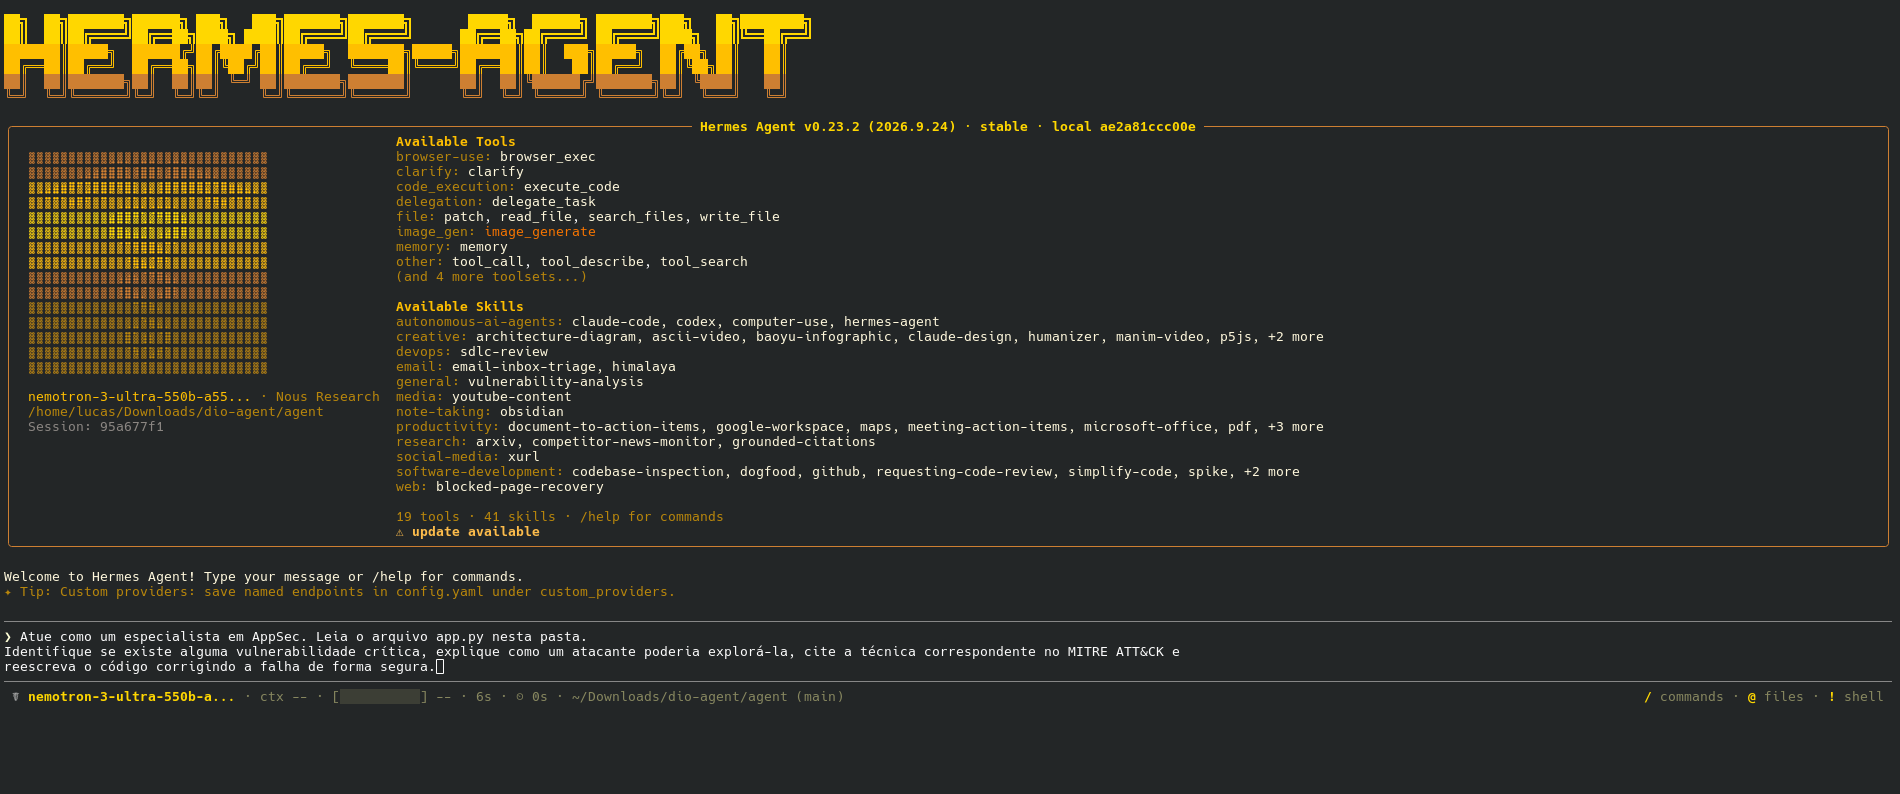 HERMES-AGENT
Hermes Agent v0.23.2 (2026.9.24) · stable · local ae2a81ccc00e
Available Tools
browser-use: browser_exec
clarify: clarify
code_execution: execute_code
delegation: delegate_task
file: patch, read_file, search_files, write_file
image_gen: image_generate
memory: memory
other: tool_call, tool_describe, tool_search
(and 4 more toolsets...)
Available Skills
autonomous-ai-agents: claude-code, codex, computer-use, hermes-agent
creative: architecture-diagram, ascii-video, baoyu-infographic, claude-design, humanizer, manim-video, p5js, +2 more
devops: sdlc-review
email: email-inbox-triage, himalaya
general: vulnerability-analysis
media: youtube-content
note-taking: obsidian
productivity: document-to-action-items, google-workspace, maps, meeting-action-items, microsoft-office, pdf, +3 more
research: arxiv, competitor-news-monitor, grounded-citations
social-media: xurl
software-development: codebase-inspection, dogfood, github, requesting-code-review, simplify-code, spike, +2 more
web: blocked-page-recovery
19 tools · 41 skills · /help for commands
⚠ update available
nemotron-3-ultra-550b-a55... · Nous Research
/home/lucas/Downloads/dio-agent/agent
Session: 95a677f1
Welcome to Hermes Agent! Type your message or /help for commands.
✦ Tip: Custom providers: save named endpoints in config.yaml under custom_providers.
❯ Atue como um especialista em AppSec. Leia o arquivo app.py nesta pasta.
Identifique se existe alguma vulnerabilidade crítica, explique como um atacante poderia explorá-la, cite a técnica correspondente no MITRE ATT&CK e
reescreva o código corrigindo a falha de forma segura.
nemotron-3-ultra-550b-a... · ctx -- · [ ] -- · 6s · ⏲ 0s · ~/Downloads/dio-agent/agent (main) / commands · @ files · ! shell